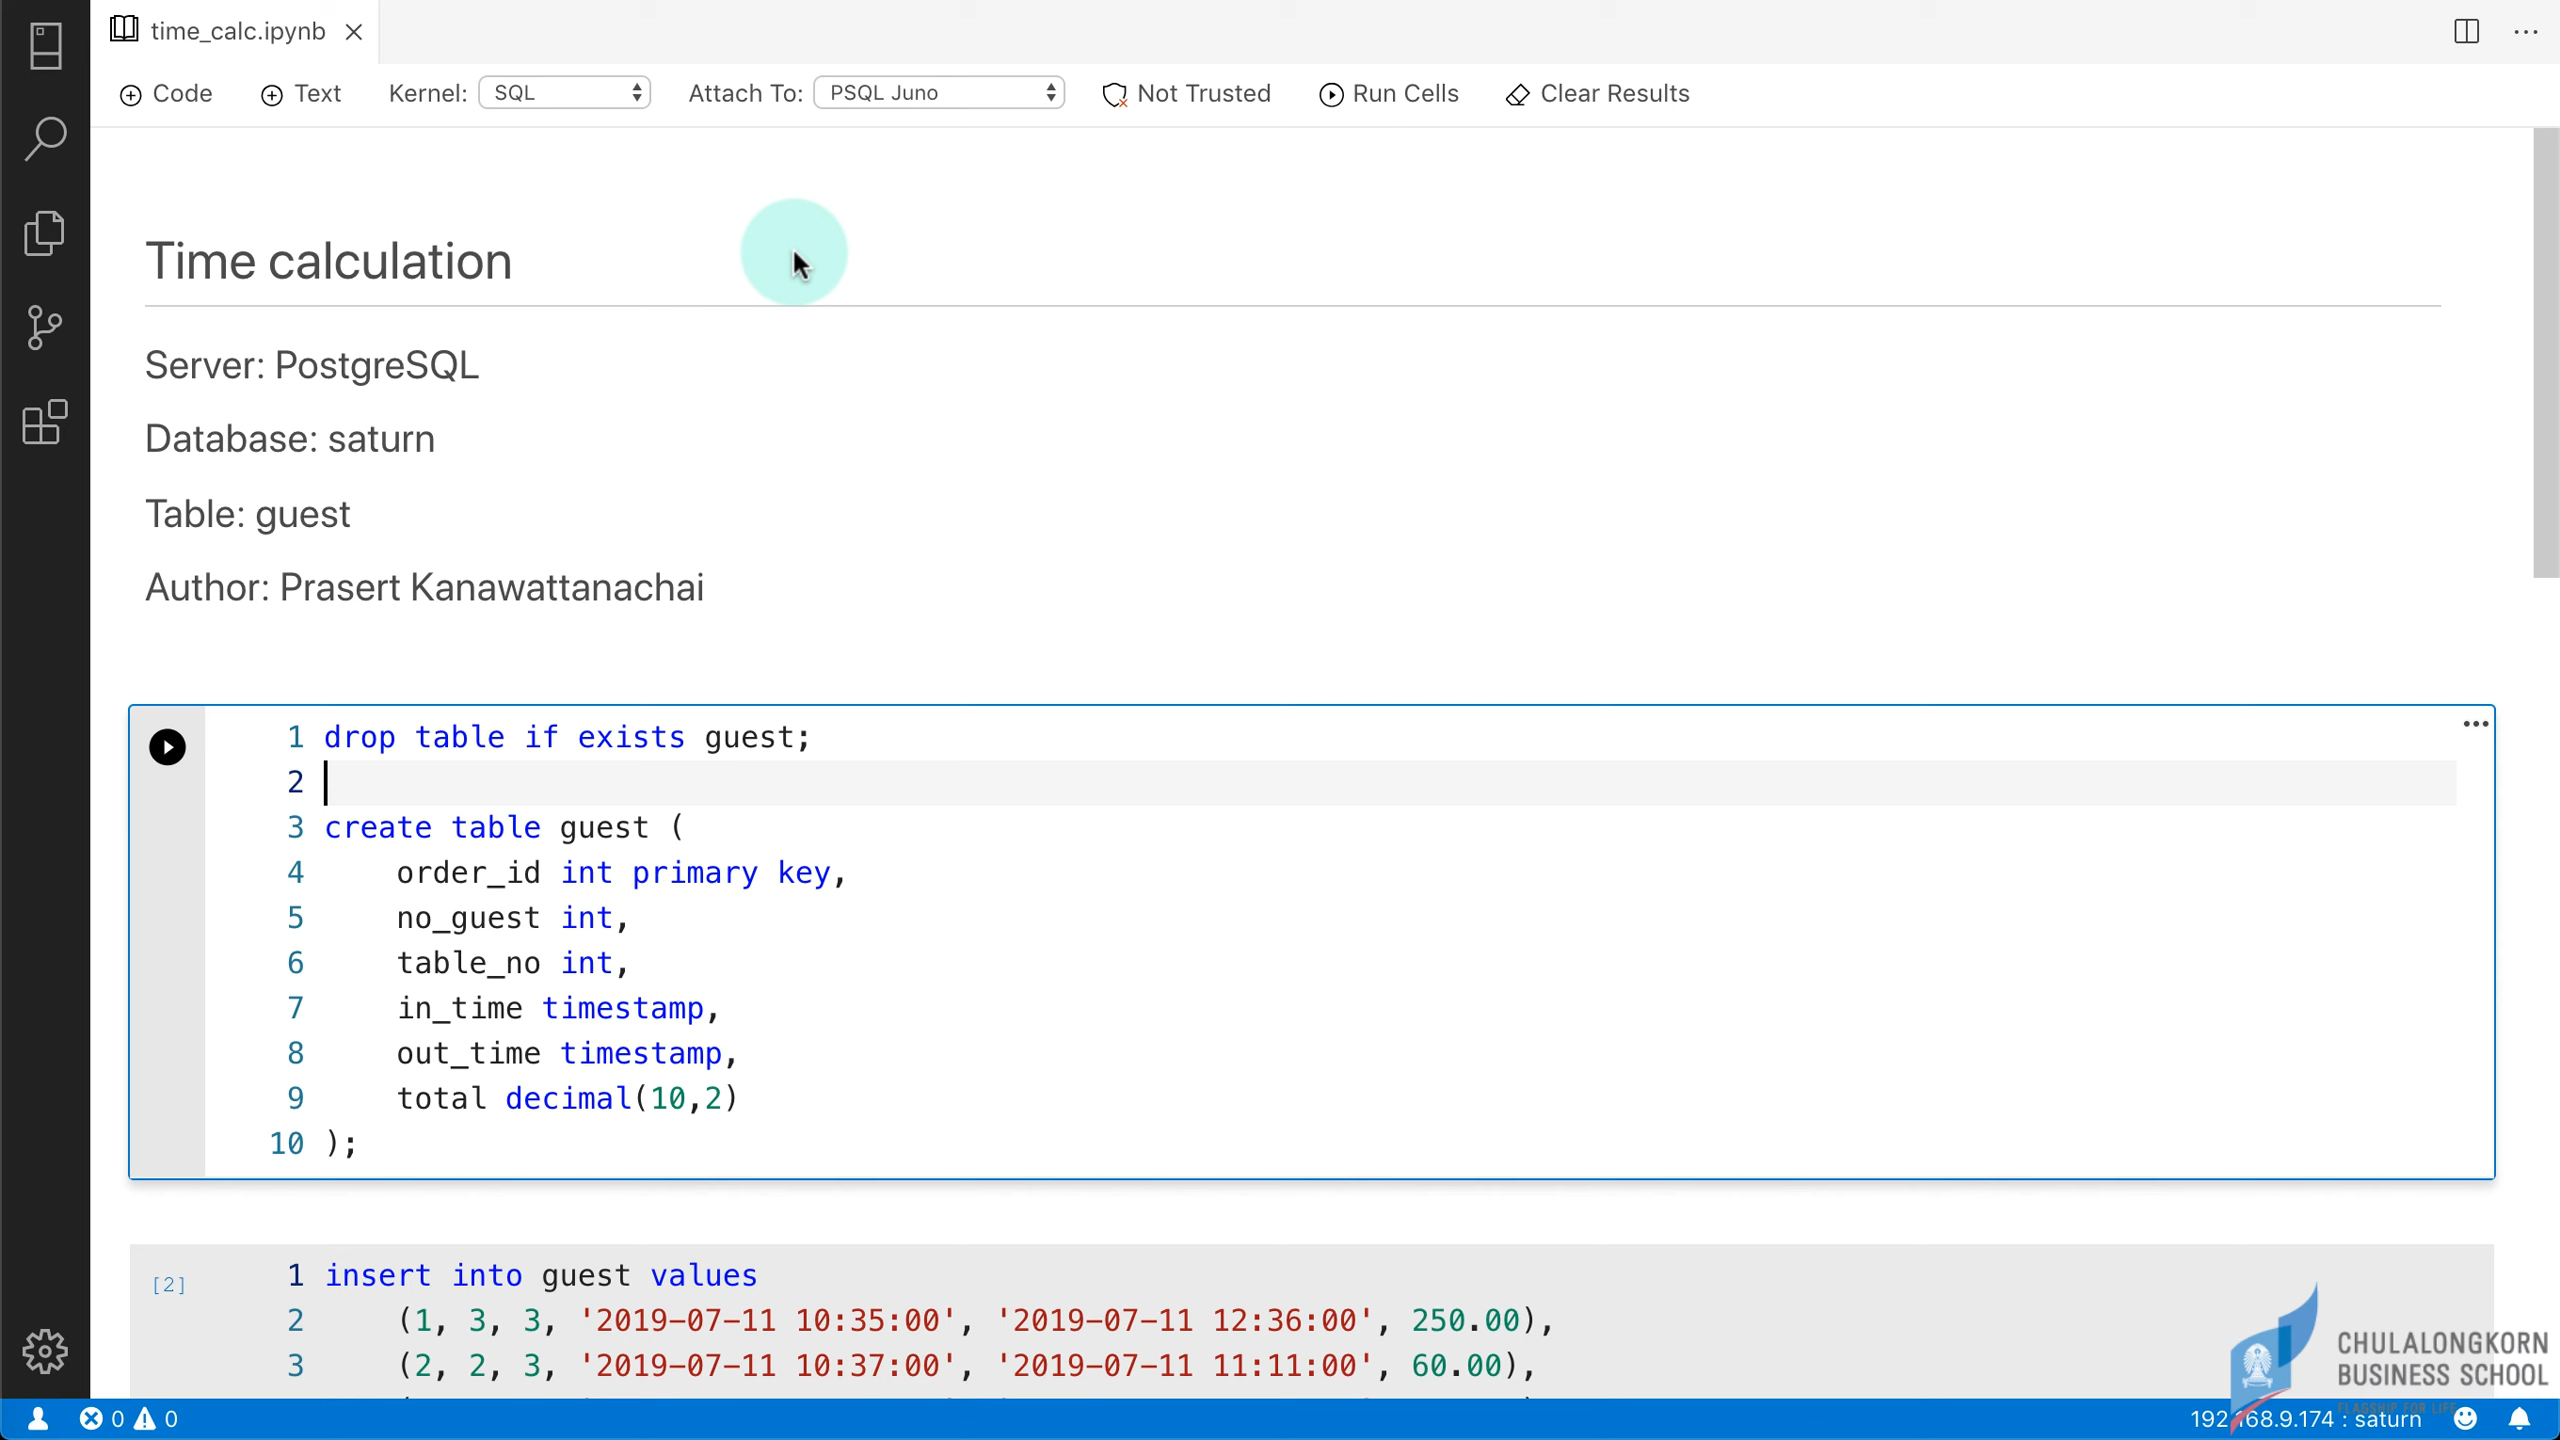 time_calc.ipynb
Code Text Kernel: SQL Attach To: PSQL Juno Not Trusted Run Cells Clear Results
Time calculation
Server: PostgreSQL
Database: saturn
Table: guest
Author: Prasert Kanawattanachai
1 drop table if exists guest;
2
3 create table guest (
4     order_id int primary key,
5     no_guest int,
6     table_no int,
7     in_time timestamp,
8     out_time timestamp,
9     total decimal(10,2)
10 );
[2]
1 insert into guest values
2     (1, 3, 3, '2019-07-11 10:35:00', '2019-07-11 12:36:00', 250.00),
3     (2, 2, 3, '2019-07-11 10:37:00', '2019-07-11 11:11:00', 60.00),
CHULALONGKORN
BUSINESS SCHOOL
FLAGSHIP FOR LIFE
0 0 192.168.9.174 : saturn